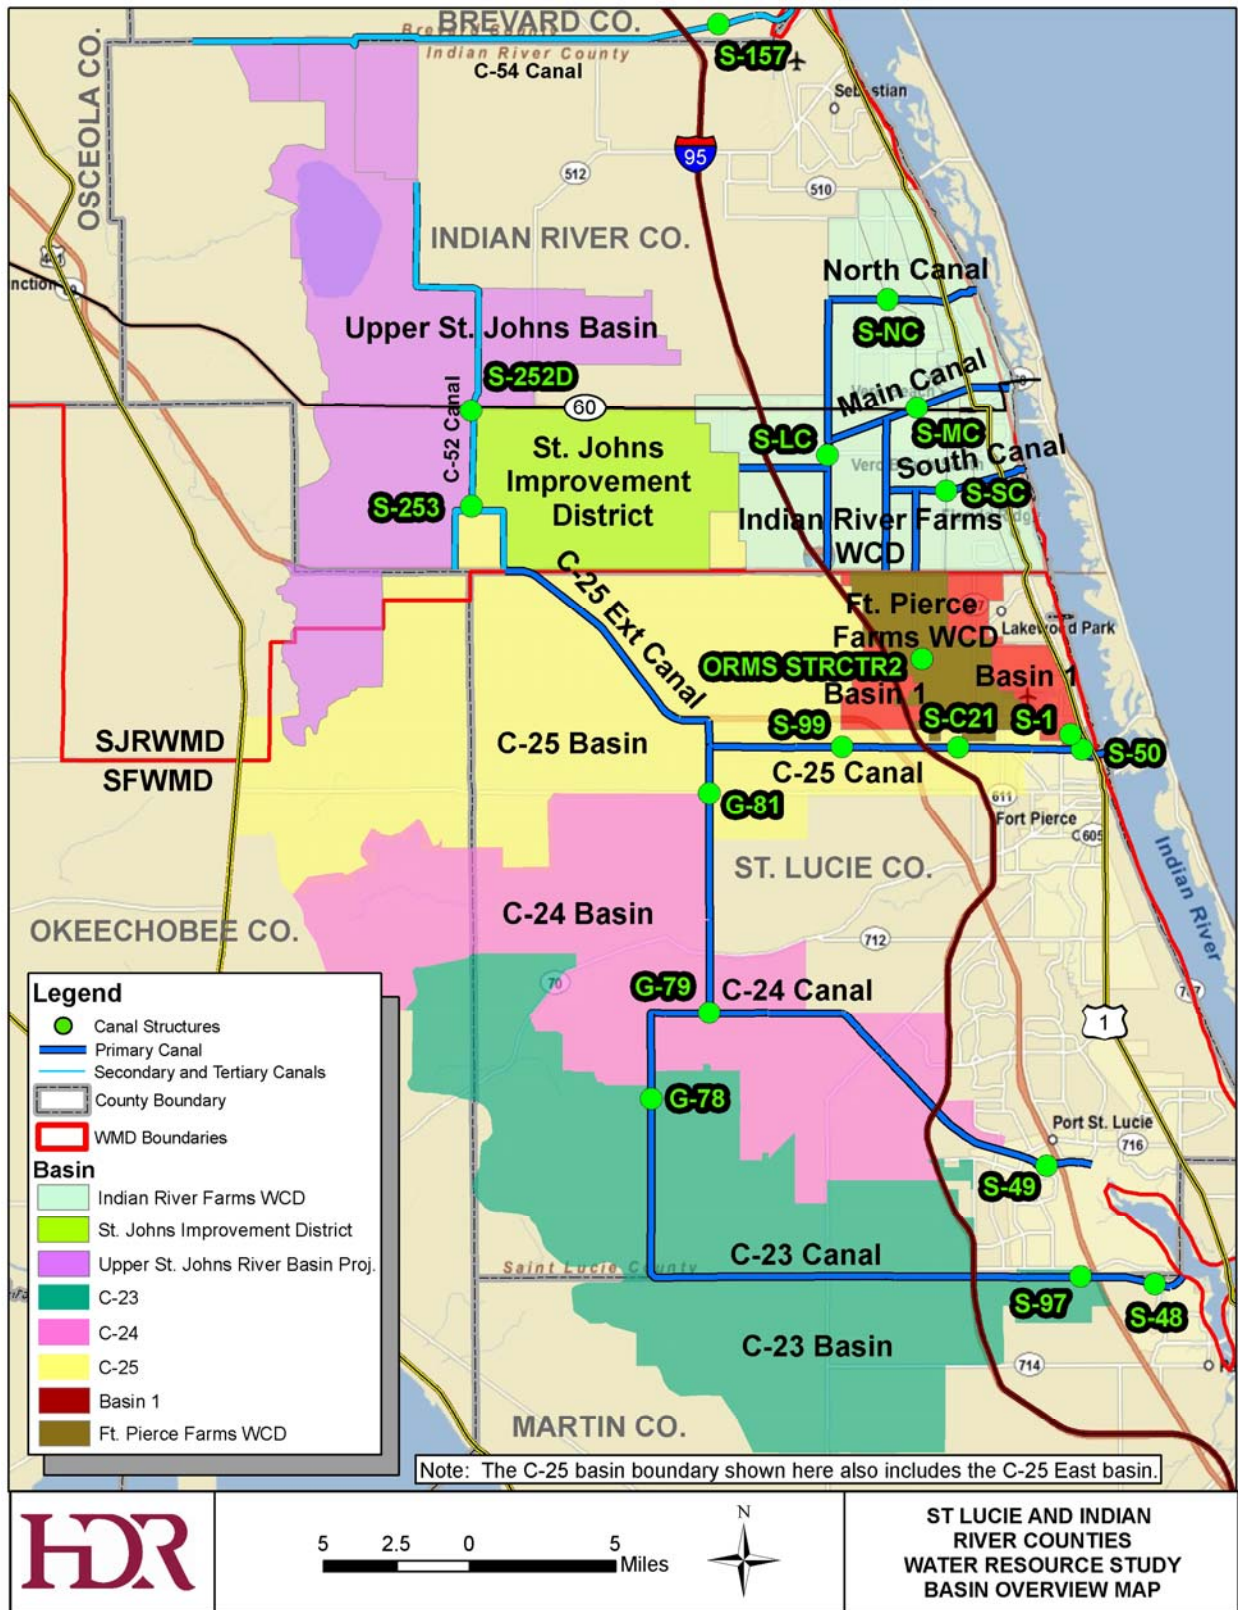 BREVARD CO.
Brevard County
Indian River County
C-54 Canal
S-157
OSCEOLA CO.
Sebastian
95
512
510
INDIAN RIVER CO.
441
North Canal
S-NC
Upper St. Johns Basin
S-252D
C-52 Canal
60
Main Canal
S-MC
S-LC
South Canal
S-SC
St. Johns
Improvement
District
S-253
Indian River Farms
WCD
C-25 Ext Canal
Ft. Pierce
Farms WCD
Lakewood Park
ORMS STRCTR2
Basin 1
Basin 1
S-99
S-C21
S-1
S-50
C-25 Basin
C-25 Canal
SJRWMD
SFWMD
G-81
611
Fort Pierce
605
ST. LUCIE CO.
Indian River
C-24 Basin
OKEECHOBEE CO.
712
70
G-79
C-24 Canal
707
1
G-78
Port St. Lucie
716
S-49
C-23 Canal
Saint Lucie County
S-97
S-48
C-23 Basin
714
MARTIN CO.
Legend
Canal Structures
Primary Canal
Secondary and Tertiary Canals
County Boundary
WMD Boundaries
Basin
Indian River Farms WCD
St. Johns Improvement District
Upper St. Johns River Basin Proj.
C-23
C-24
C-25
Basin 1
Ft. Pierce Farms WCD
Note: The C-25 basin boundary shown here also includes the C-25 East basin.
HDR
5 2.5 0 5
Miles
N
ST LUCIE AND INDIAN
RIVER COUNTIES
WATER RESOURCE STUDY
BASIN OVERVIEW MAP